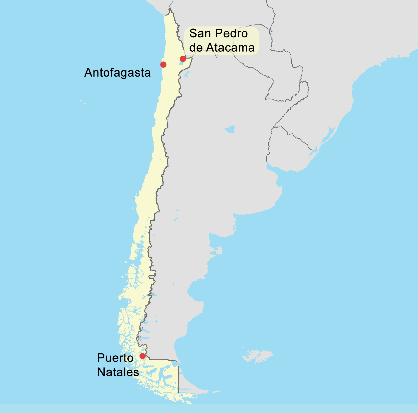 San Pedro
de Atacama
Antofagasta
Puerto
Natales